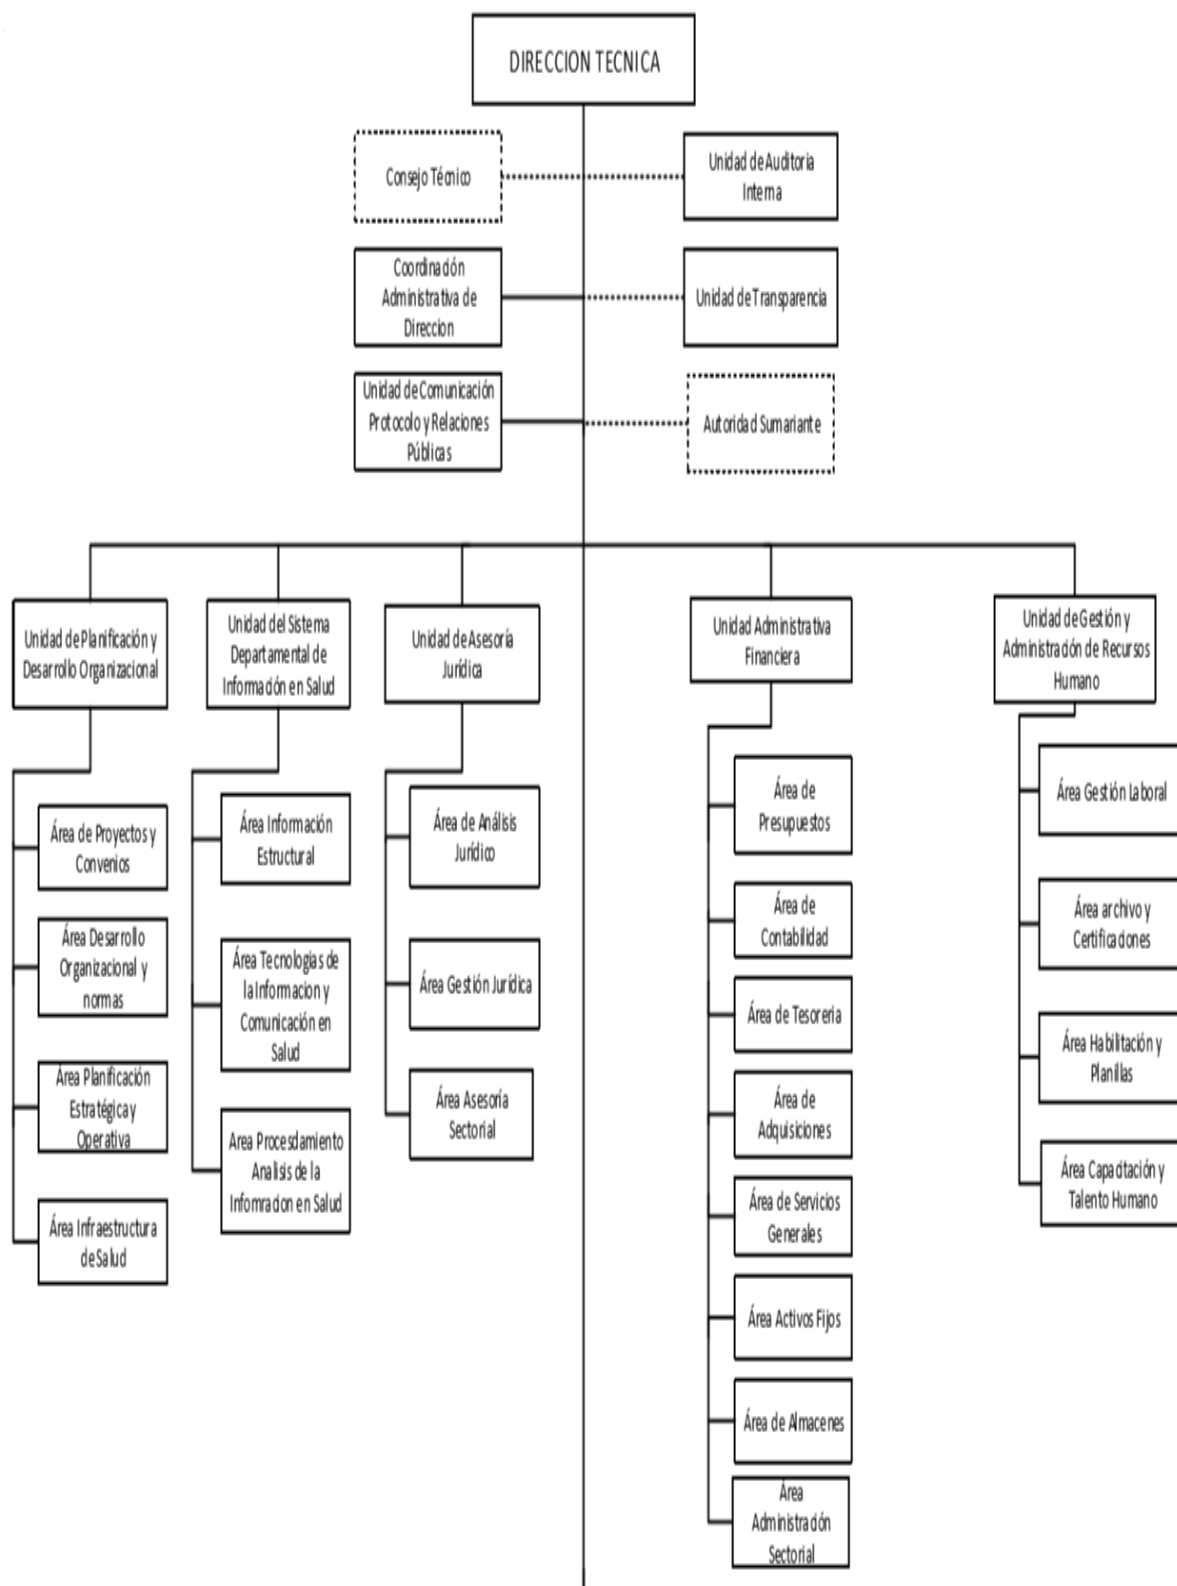 DIRECCION TECNICA
Consejo Técnico
Unidad de Auditoria
Interna
Coordinación
Administrativa de
Direccion
Unidad de Transparencia
Unidad de Comunicación
Protocolo y Relaciones
Públicas
Autoridad Sumariante
Unidad de Planificación y
Desarrollo Organizacional
Unidad del Sistema
Departamental de
Información en Salud
Unidad de Asesoría
Jurídica
Unidad Administrativa
Financiera
Unidad de Gestión y
Administración de Recursos
Humano
Área de Proyectos y
Convenios
Área Desarrollo
Organizacional y
normas
Área Planificación
Estratégica y
Operativa
Área Infraestructura
de Salud
Área Información
Estructural
Área Tecnologias de
la Informacion y
Comunicación en
Salud
Area Procesdamiento
Analisis de la
Infomracion en Salud
Área de Análisis
Jurídico
Área Gestión Jurídica
Área Asesoría
Sectorial
Área de
Presupuestos
Área de
Contabilidad
Área de Tesoreria
Área de
Adquisiciones
Área de Servicios
Generales
Área Activos Fijos
Área de Almacenes
Área
Administración
Sectorial
Área Gestión Laboral
Área archivo y
Certificaciones
Área Habilitación y
Planillas
Área Capacitación y
Talento Humano